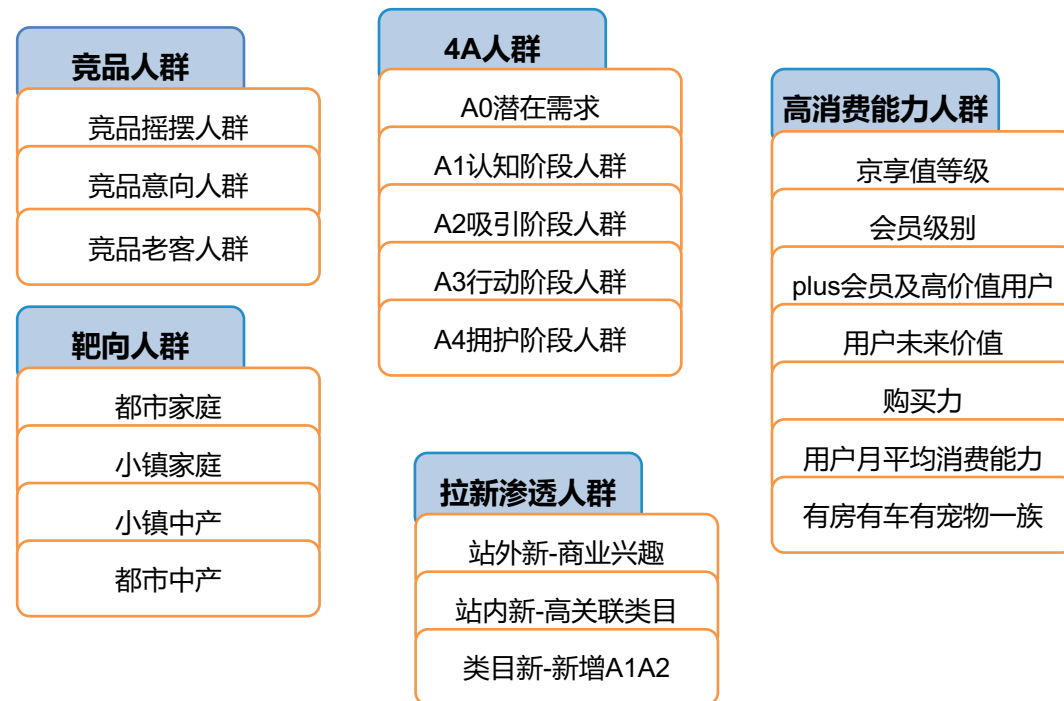 竞品人群
竞品摇摆人群
竞品意向人群
竞品老客人群
靶向人群
都市家庭
小镇家庭
小镇中产
都市中产
4A人群
A0潜在需求
A1认知阶段人群
A2吸引阶段人群
A3行动阶段人群
A4拥护阶段人群
拉新渗透人群
站外新-商业兴趣
站内新-高关联类目
类目新-新增A1A2
高消费能力人群
京享值等级
会员级别
plus会员及高价值用户
用户未来价值
购买力
用户月平均消费能力
有房有车有宠物一族